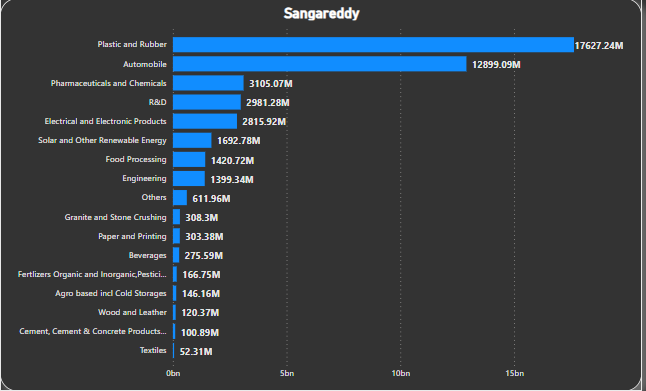 Sangareddy
Plastic and Rubber 17627.24M
Automobile 12899.09M
Pharmaceuticals and Chemicals 3105.07M
R&D 2981.28M
Electrical and Electronic Products 2815.92M
Solar and Other Renewable Energy 1692.78M
Food Processing 1420.72M
Engineering 1399.34M
Others 611.96M
Granite and Stone Crushing 308.3M
Paper and Printing 303.38M
Beverages 275.59M
Fertlizers Organic and Inorganic,Pestici... 166.75M
Agro based incl Cold Storages 146.16M
Wood and Leather 120.37M
Cement, Cement & Concrete Products... 100.89M
Textiles 52.31M
0bn 5bn 10bn 15bn